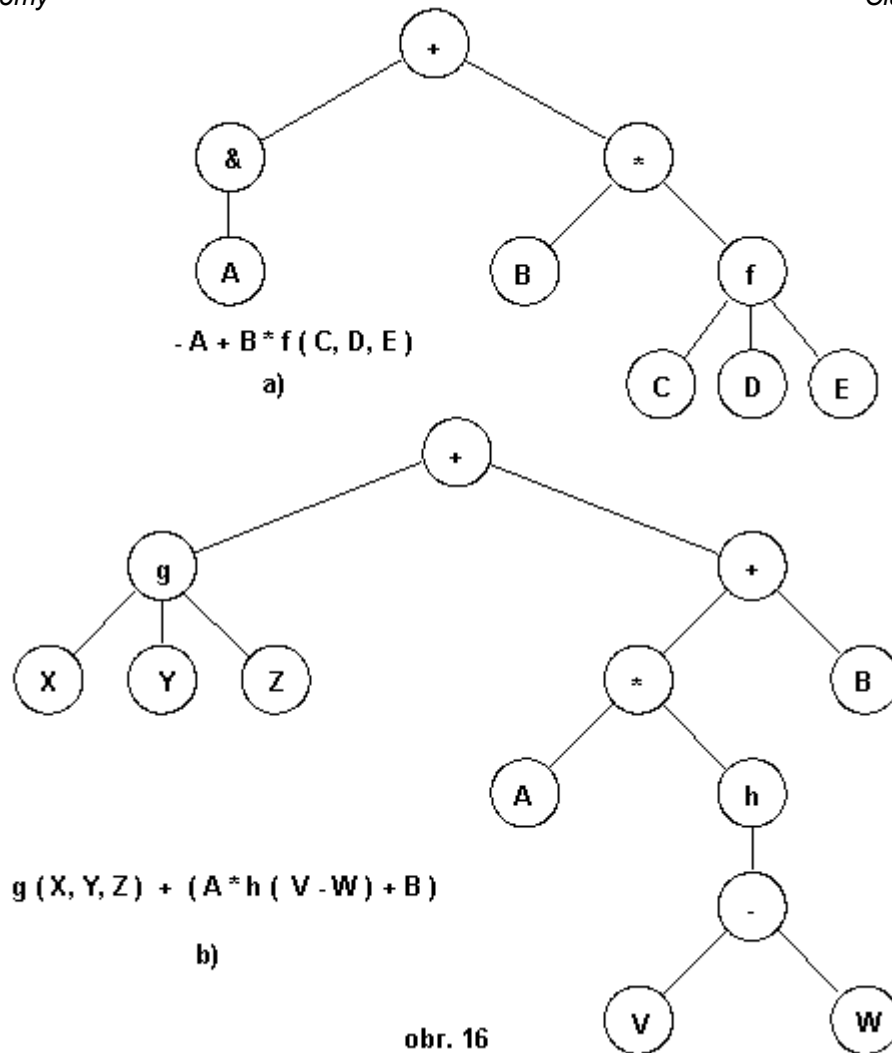 +
&
*
A
B
f
- A + B * f ( C, D, E )
C
D
E
a)
+
g
+
X
Y
Z
*
B
A
h
g ( X, Y, Z ) + ( A * h ( V - W ) + B )
-
b)
V
W
obr. 16